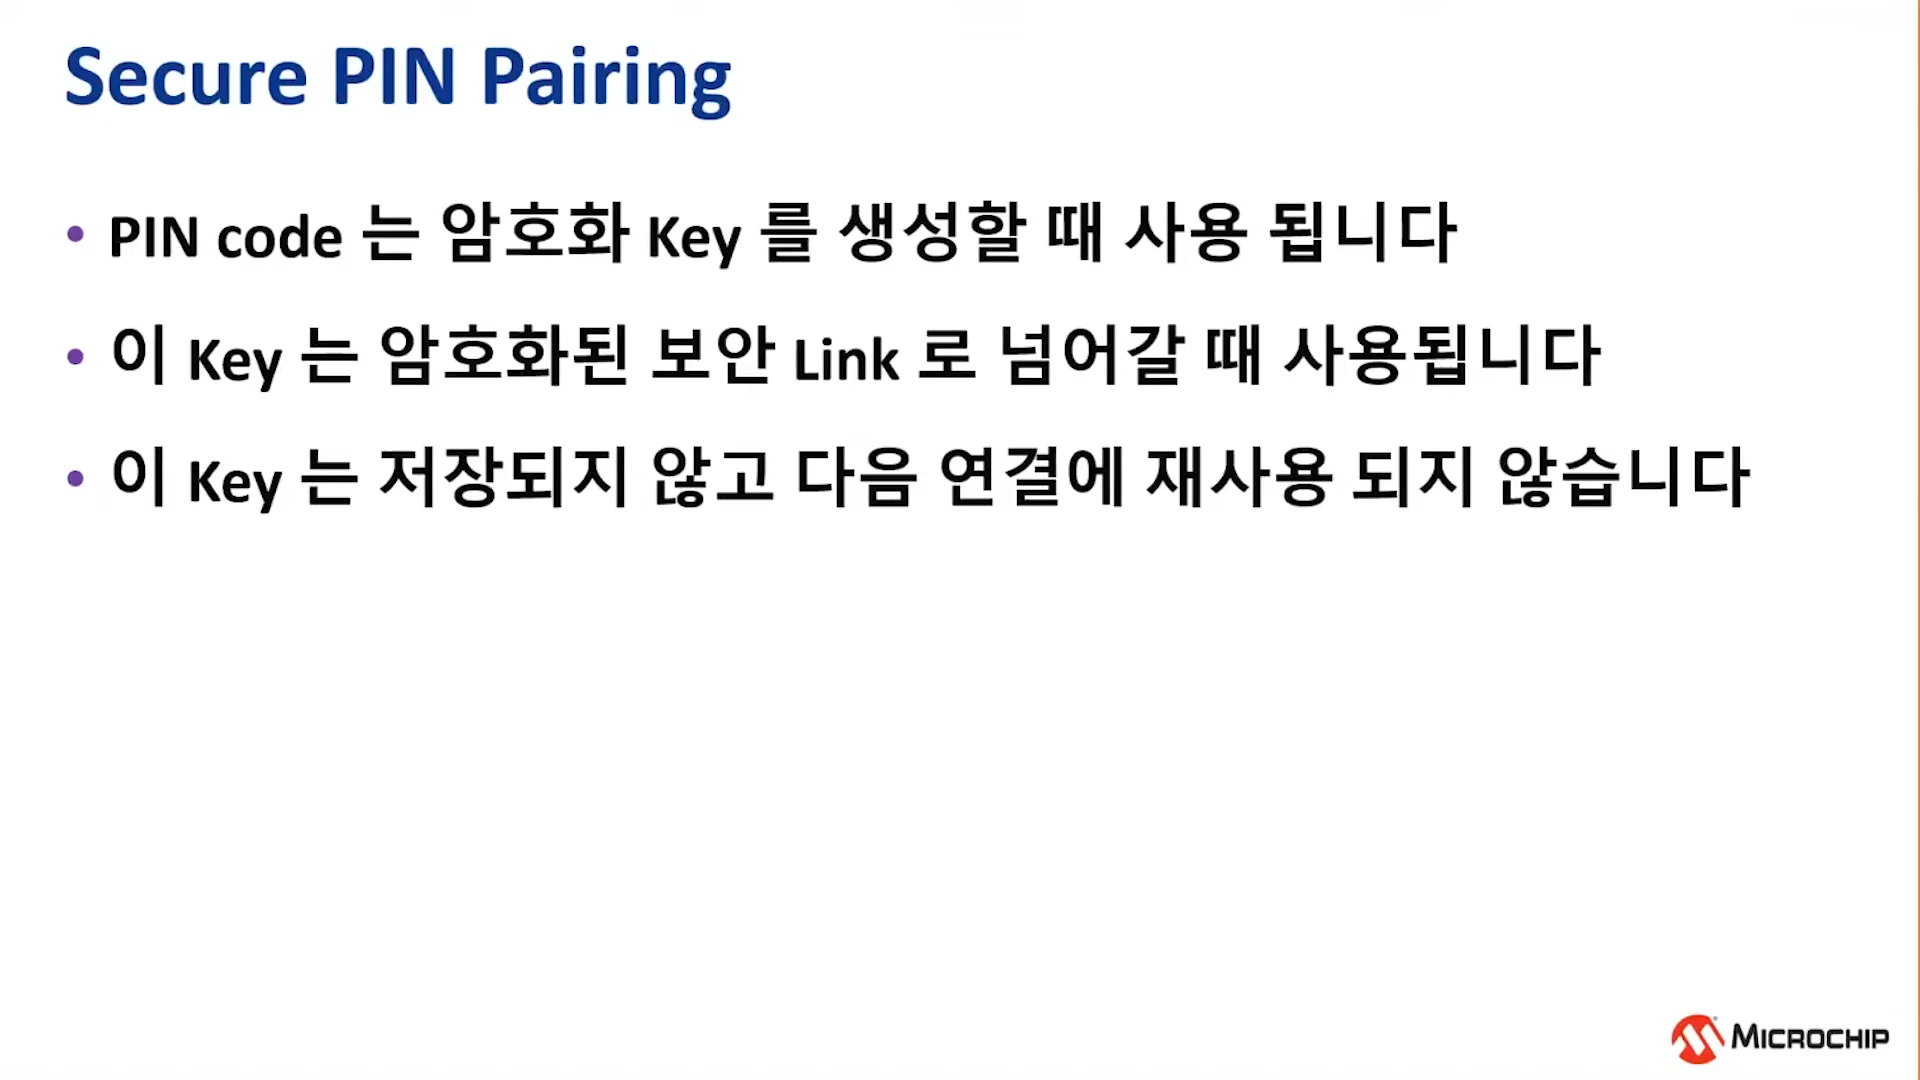 Secure PIN Pairing
• PIN code 는 암호화 Key 를 생성할 때 사용 됩니다
• 이 Key 는 암호화된 보안 Link 로 넘어갈 때 사용됩니다
• 이 Key 는 저장되지 않고 다음 연결에 재사용 되지 않습니다
MICROCHIP